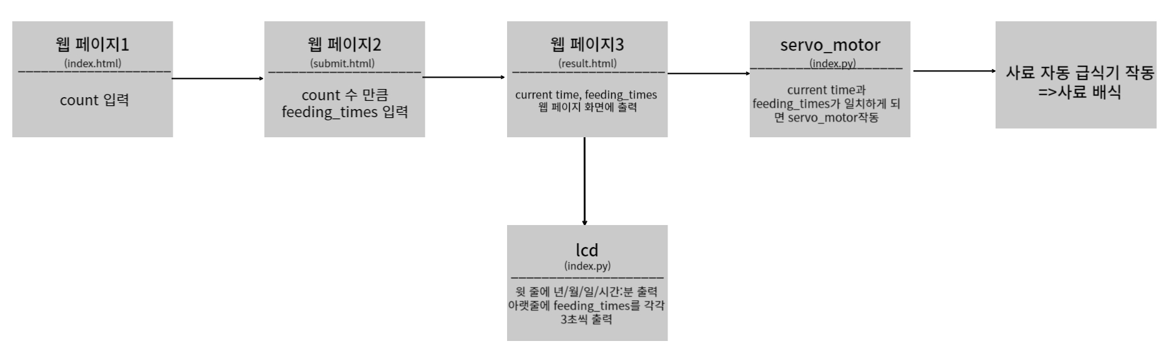 웹 페이지1
(index.html)
count 입력
웹 페이지2
(submit.html)
count 수 만큼
feeding_times 입력
웹 페이지3
(result.html)
current time, feeding_times
웹 페이지 화면에 출력
servo_motor
(index.py)
current time과
feeding_times가 일치하게 되
면 servo_motor작동
사료 자동 급식기 작동
=>사료 배식
lcd
(index.py)
윗 줄에 년/월/일/시간:분 출력
아랫줄에 feeding_times를 각각
3초씩 출력